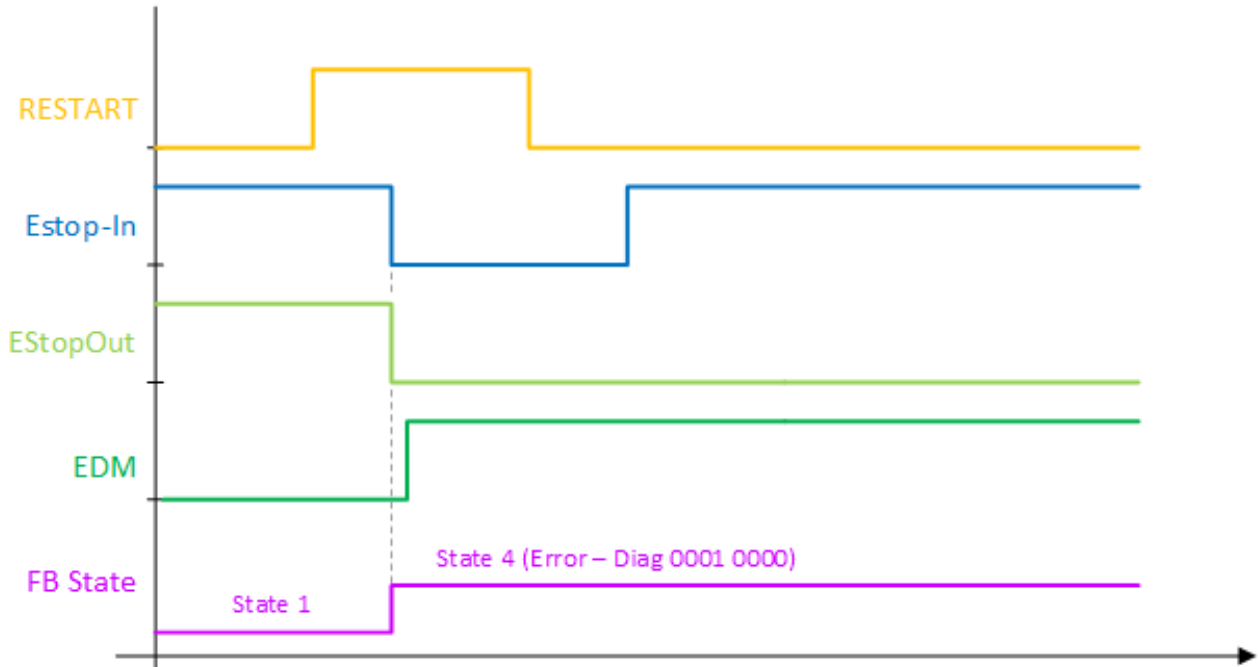 RESTART
Estop-In
EStopOut
EDM
State 4 (Error – Diag 0001 0000)
FB State
State 1